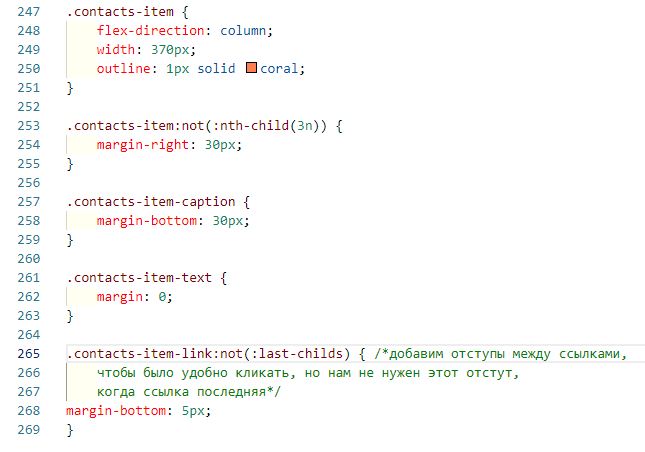 247 .contacts-item {
248     flex-direction: column;
249     width: 370px;
250     outline: 1px solid coral;
251 }
252
253 .contacts-item:not(:nth-child(3n)) {
254     margin-right: 30px;
255 }
256
257 .contacts-item-caption {
258     margin-bottom: 30px;
259 }
260
261 .contacts-item-text {
262     margin: 0;
263 }
264
265 .contacts-item-link:not(:last-childs) { /*добавим отступы между ссылками,
266     чтобы было удобно кликать, но нам не нужен этот отстут,
267     когда ссылка последняя*/
268 margin-bottom: 5px;
269 }